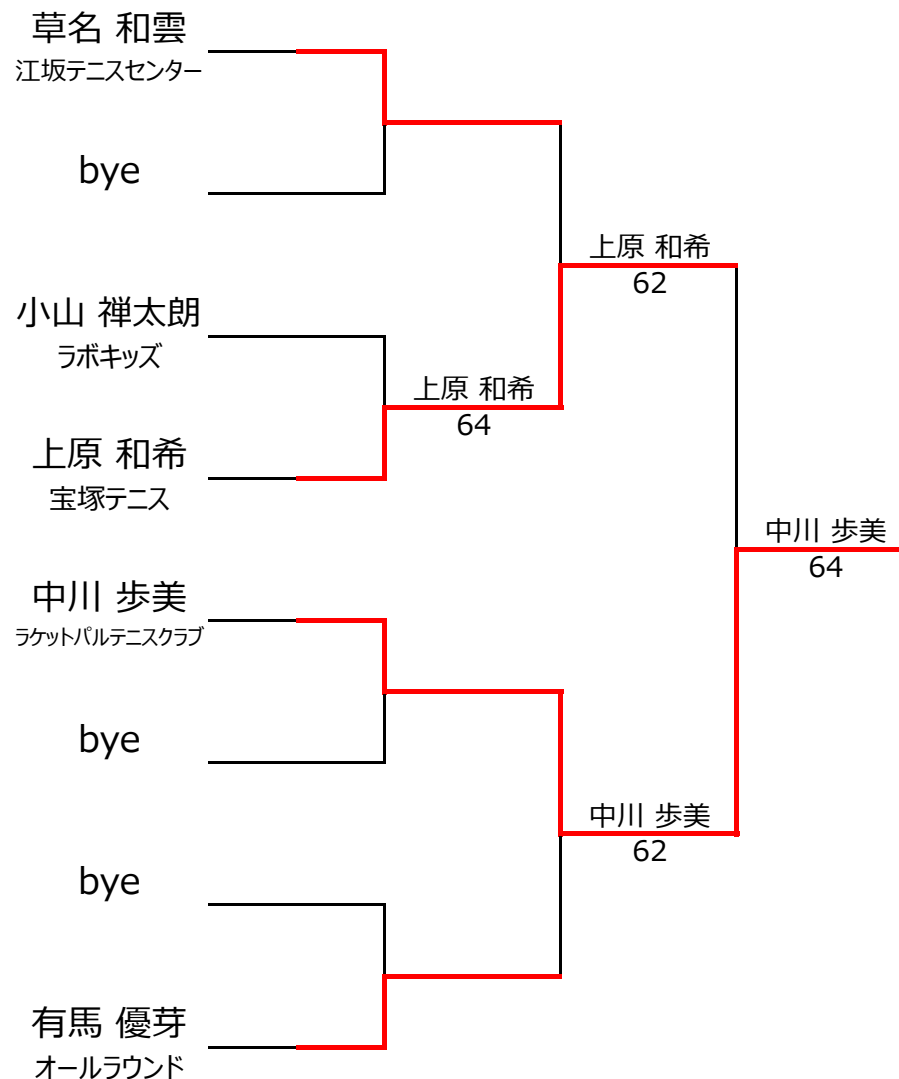 草名 和雲
江坂テニスセンター
bye
小山 禅太朗
ラボキッズ
上原 和希
宝塚テニス
中川 歩美
ラケットパルテニスクラブ
bye
bye
有馬 優芽
オールラウンド
上原 和希
64
上原 和希
62
中川 歩美
62
中川 歩美
64